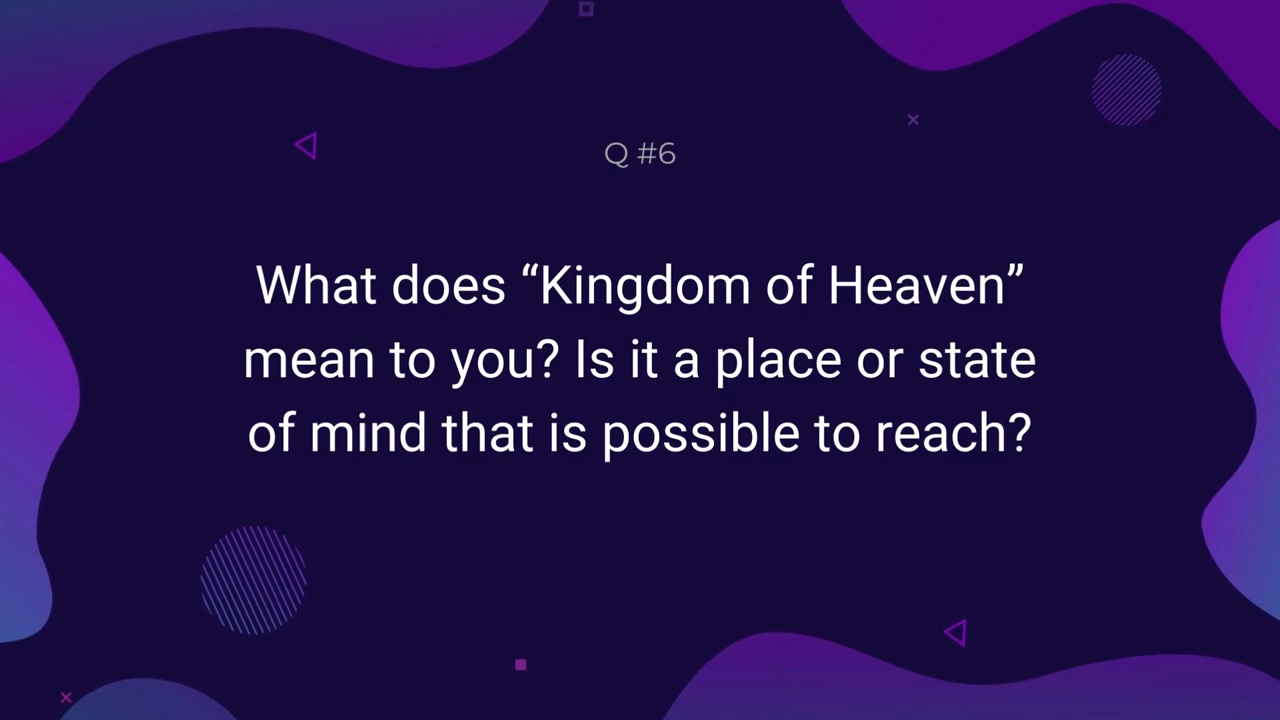 Q #6
What does “Kingdom of Heaven”
mean to you? Is it a place or state
of mind that is possible to reach?